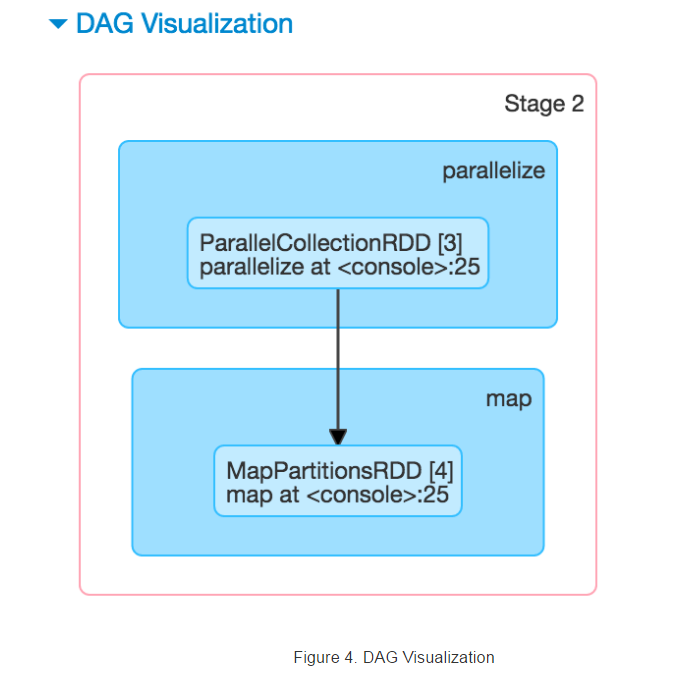 DAG Visualization
Stage 2
parallelize
ParallelCollectionRDD [3]
parallelize at <console>:25
map
MapPartitionsRDD [4]
map at <console>:25
Figure 4. DAG Visualization